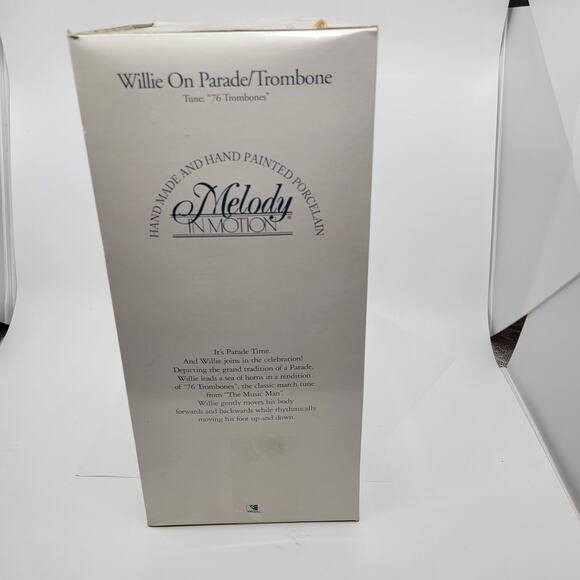 Willie On Parade/Trombone
Tune: "76 Trombones"
HAND MADE AND HAND PAINTED PORCELAIN
Melody
IN MOTION®
It's Parade Time.
And Willie joins in the celebration!
Depicting the grand tradition of a Parade,
Willie leads a sea of horns in a rendition
of "76 Trombones", the classic march tune
from "The Music Man".
Willie gently moves his body
forwards and backwards while rhythmically
moving his foot up and down.